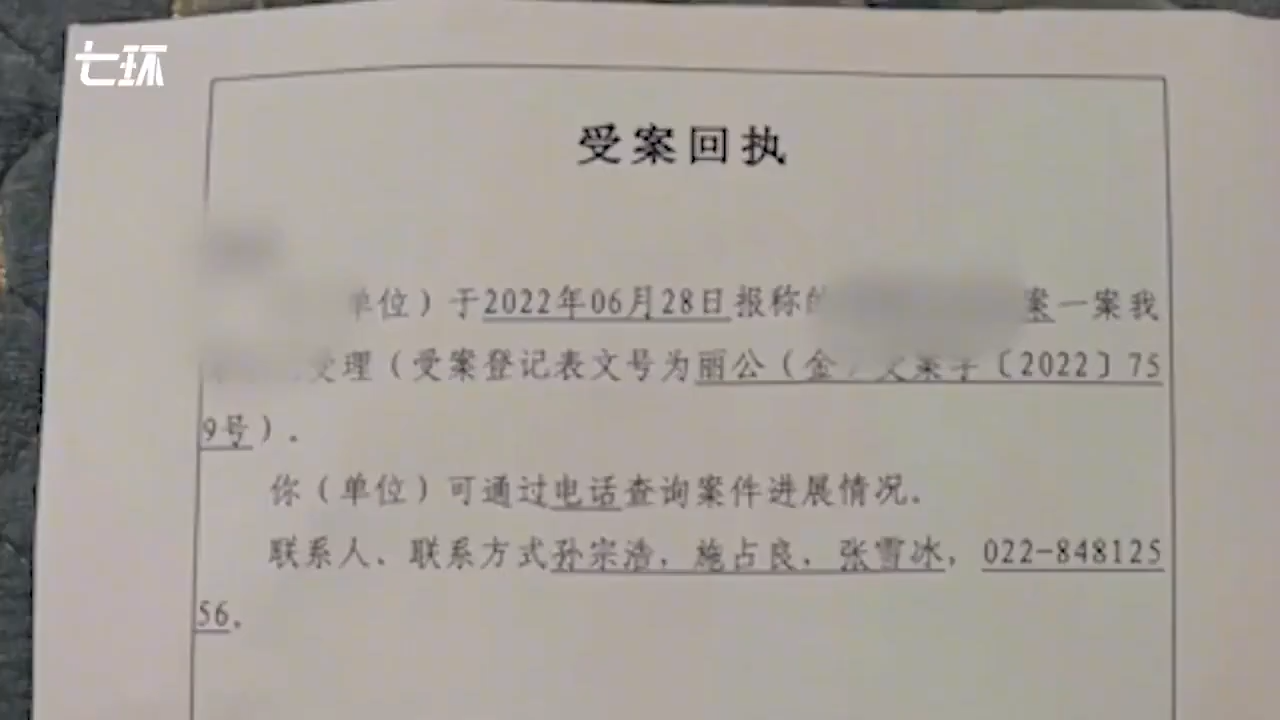 七环
受案回执
单位）于2022年06月28日报称的 案一案我
受理（受案登记表文号为丽公（金）受案字〔2022〕75
9号）.
你（单位）可通过电话查询案件进展情况.
联系人、联系方式孙宗浩，施占良，张雪冰，022-848125
56.